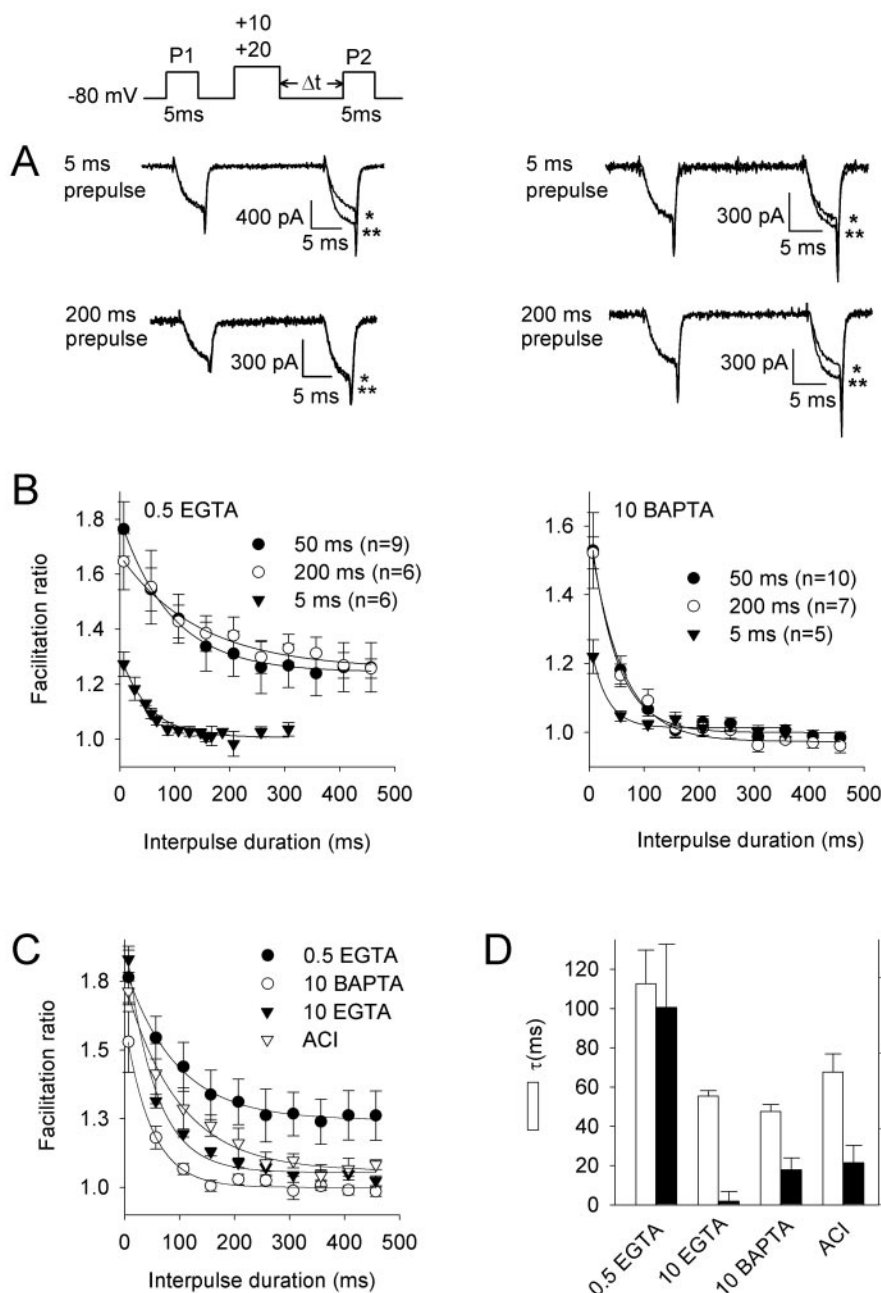 +10
P1 +20 P2
Δt
-80 mV
5ms 5ms
A
5 ms
prepulse
400 pA
5 ms
*
**
300 pA
5 ms
*
**
200 ms
prepulse
300 pA
5 ms
*
**
200 ms
prepulse
300 pA
5 ms
*
**
5 ms
prepulse
B
0.5 EGTA
50 ms (n=9)
200 ms (n=6)
5 ms (n=6)
Facilitation ratio
1.8
1.6
1.4
1.2
1.0
0 100 200 300 400 500
Interpulse duration (ms)
10 BAPTA
50 ms (n=10)
200 ms (n=7)
5 ms (n=5)
1.6
1.4
1.2
1.0
0 100 200 300 400 500
Interpulse duration (ms)
C
0.5 EGTA
10 BAPTA
10 EGTA
ACI
Facilitation ratio
1.8
1.5
1.3
1.0
0 100 200 300 400 500
Interpulse duration (ms)
D
τ(ms)
120
100
80
60
40
20
0
0.5 EGTA
10 EGTA
10 BAPTA
ACI